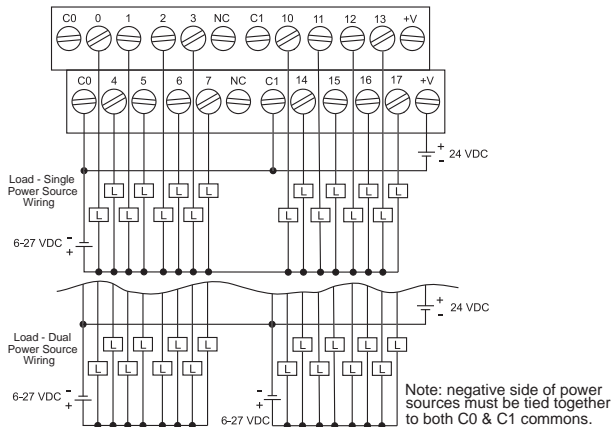 C0 0 1 2 3 NC C1 10 11 12 13 +V
C0 4 5 6 7 NC C1 14 15 16 17 +V
+
-
24 VDC
Load - Single
Power Source
Wiring
L L L L L L L L
L L L L L L L L
6-27 VDC
-
+
+
-
24 VDC
Load - Dual
Power Source
Wiring
L L L L L L L L
L L L L L L L L
6-27 VDC
-
+
6-27 VDC
-
+
Note: negative side of power
sources must be tied together
to both C0 & C1 commons.